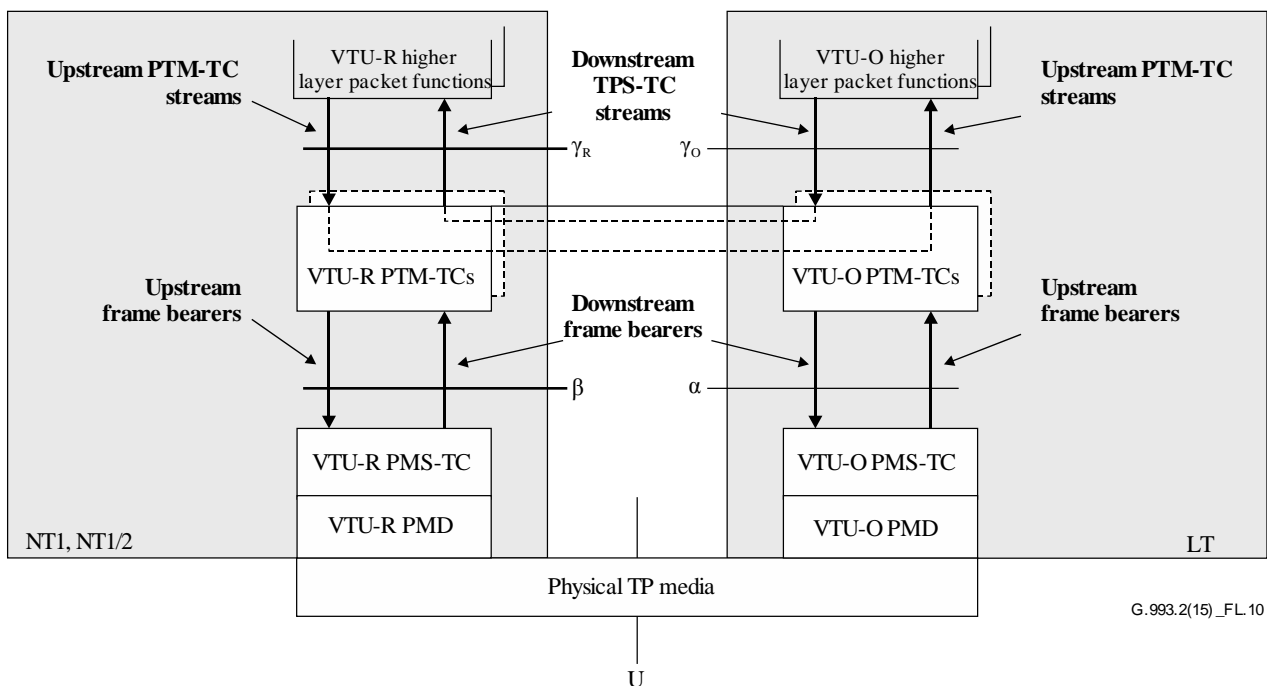 VTU-R higher
layer packet functions
Upstream PTM-TC
streams
Downstream
TPS-TC
streams
VTU-O higher
layer packet functions
Upstream PTM-TC
streams
γR
γO
VTU-R PTM-TCs
VTU-O PTM-TCs
Upstream
frame bearers
Downstream
frame bearers
Upstream
frame bearers
β
α
VTU-R PMS-TC
VTU-O PMS-TC
VTU-R PMD
VTU-O PMD
NT1, NT1/2
LT
Physical TP media
G.993.2(15)_FL.10
U